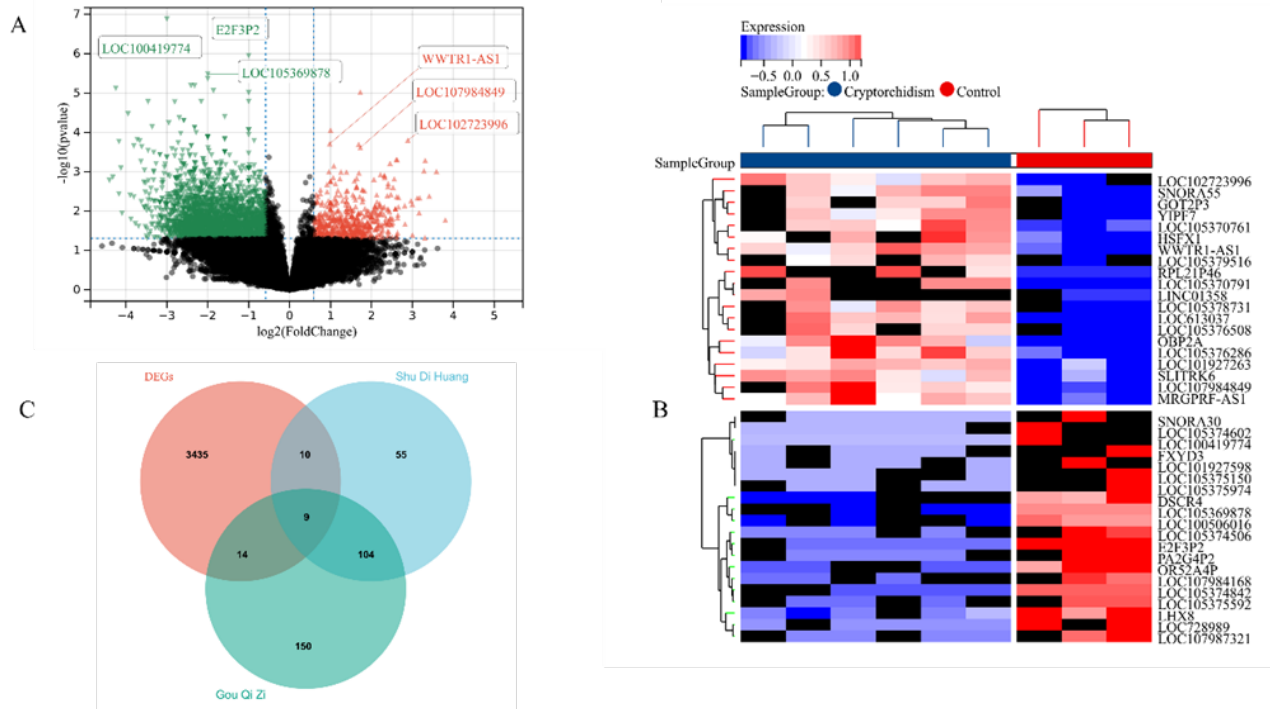 A
7
6
5
4
3
2
1
0
-log10(pvalue)
E2F3P2
LOC100419774
LOC105369878
WWTR1-AS1
LOC107984849
LOC102723996
−4
−3
−2
−1
0
1
2
3
4
5
log2(FoldChange)
Expression
−0.5
0.0
0.5
1.0
SampleGroup:
Cryptorchidism
Control
SampleGroup
LOC102723996
SNORA55
GOT2P3
YIPF7
LOC105370761
HSFX1
WWTR1-AS1
LOC105379516
RPL21P46
LOC105370791
LINC01358
LOC105378731
LOC613037
LOC105376508
OBP2A
LOC105376286
LOC101927263
SLITRK6
LOC107984849
MRGPRF-AS1
B
SNORA30
LOC105374602
LOC100419774
FXYD3
LOC101927598
LOC105375150
LOC105375974
DSCR4
LOC105369878
LOC100506016
LOC105374506
E2F3P2
PA2G4P2
OR52A4P
LOC107984168
LOC105374842
LOC105375592
LHX8
LOC728989
LOC107987321
C
DEGs
Shu Di Huang
3435
10
55
9
14
104
150
Gou Qi Zi